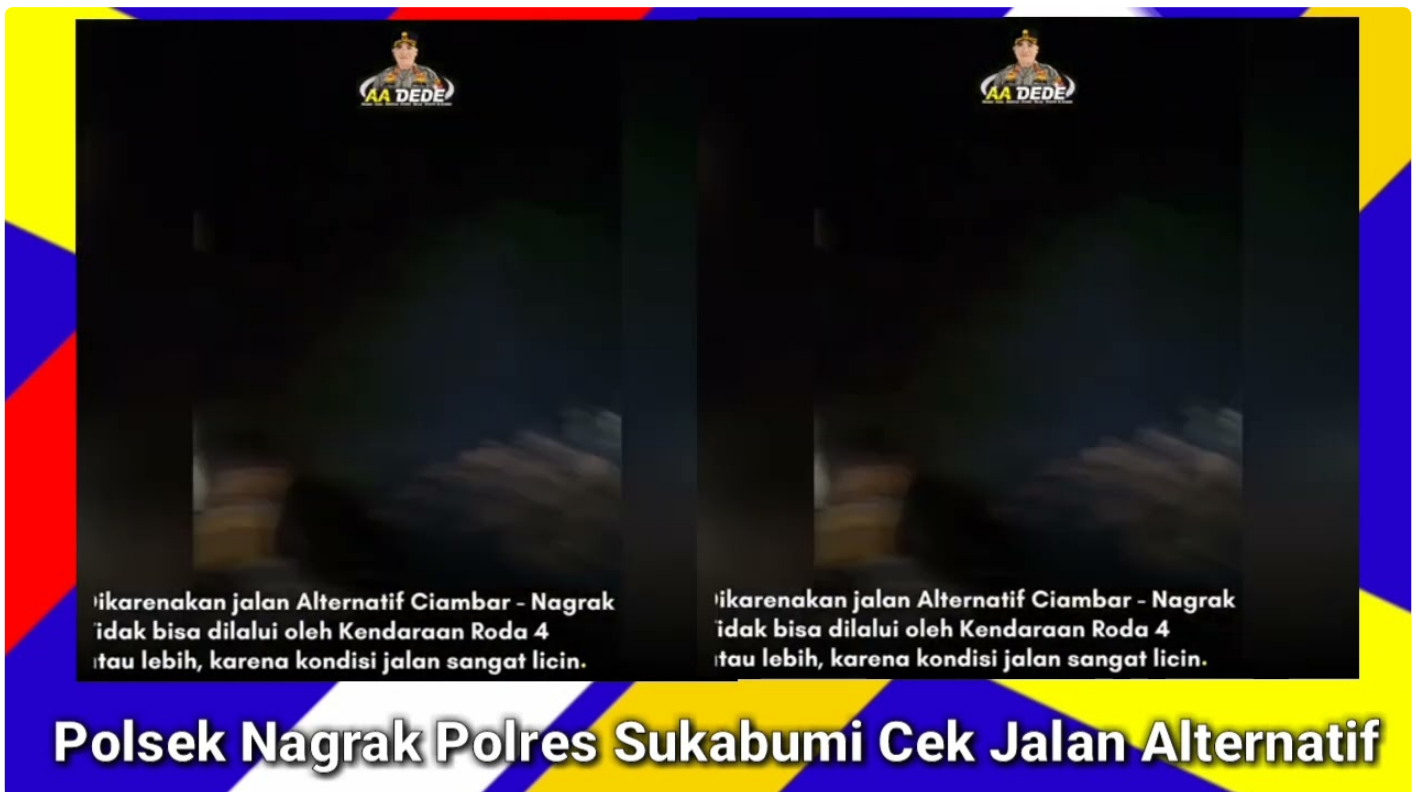 AA DEDE
AA DEDE
ikarenakan jalan Alternatif Ciambar - Nagrak
idak bisa dilalui oleh Kendaraan Roda 4
tau lebih, karena kondisi jalan sangat licin.
ikarenakan jalan Alternatif Ciambar - Nagrak
idak bisa dilalui oleh Kendaraan Roda 4
tau lebih, karena kondisi jalan sangat licin.
Polsek Nagrak Polres Sukabumi Cek Jalan Alternatif